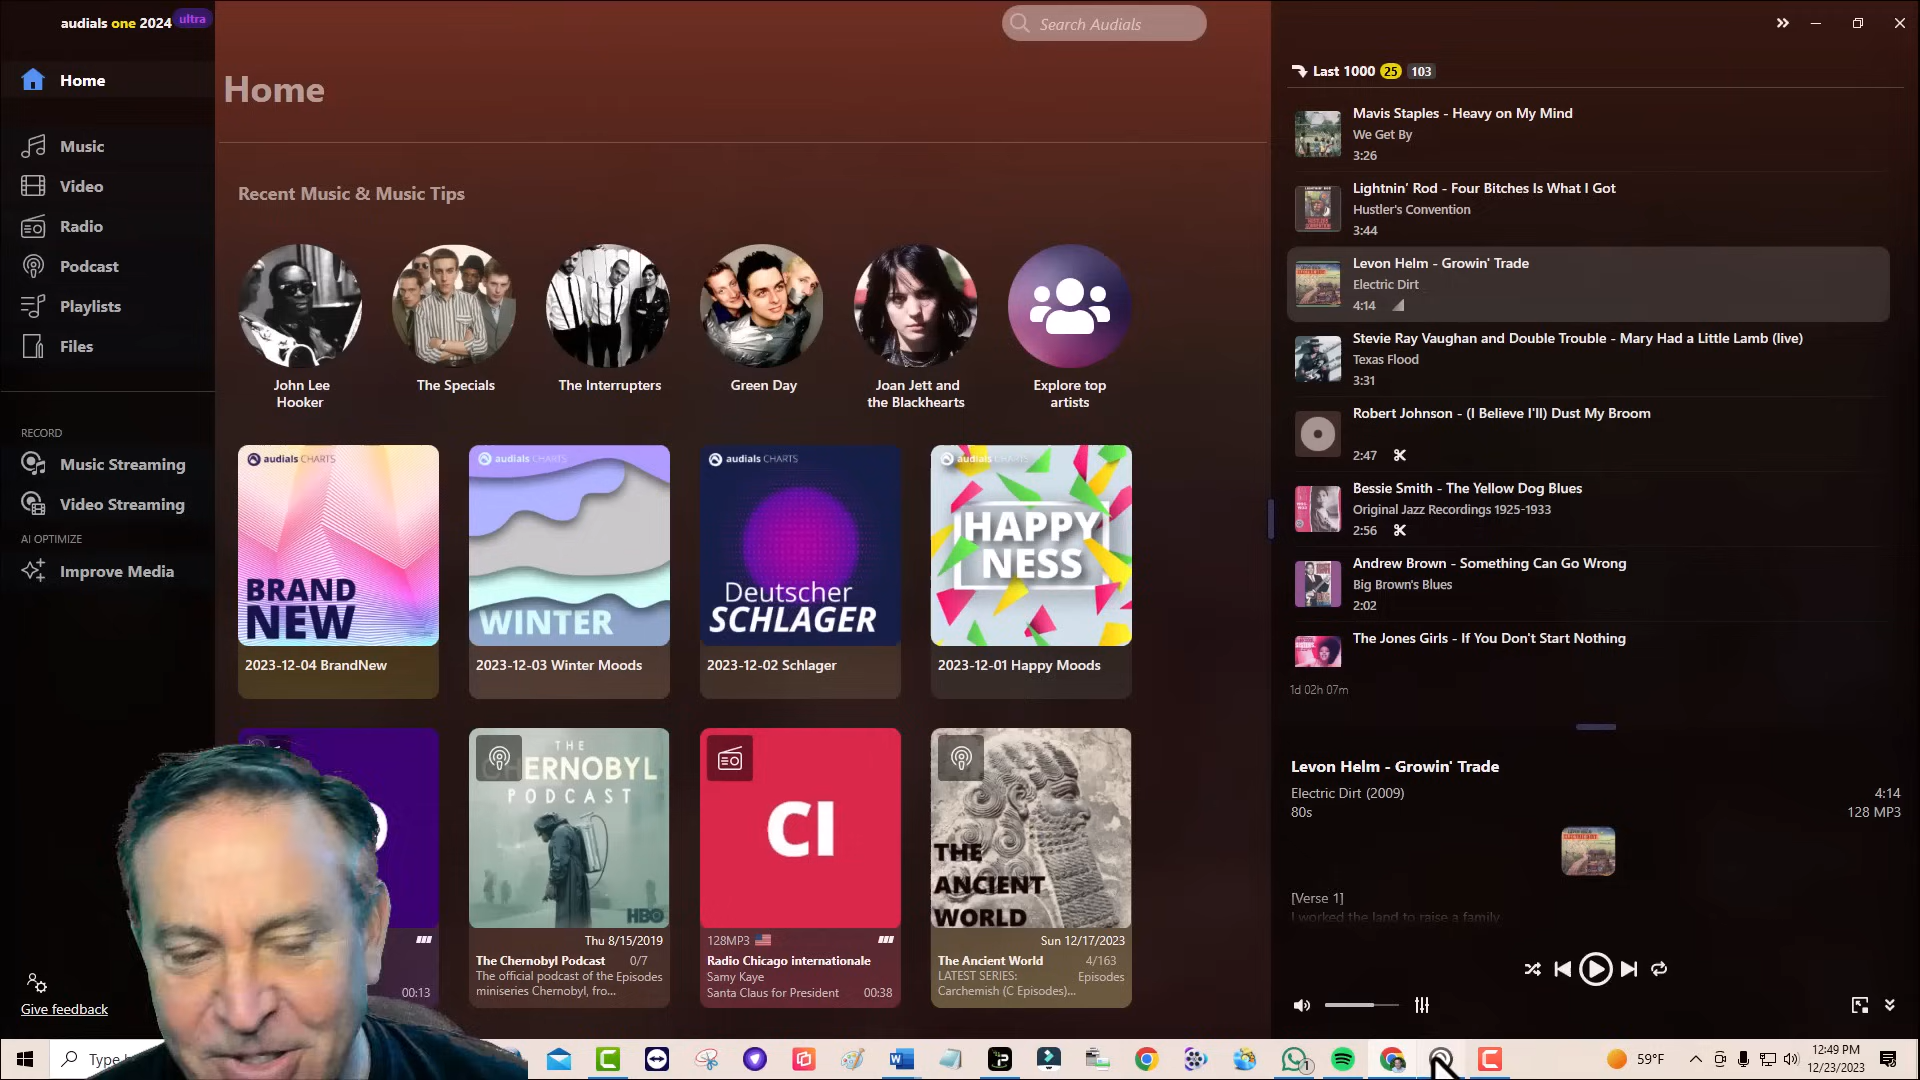 audials one 2024 ultra
Search Audials
Home
Music
Video
Radio
Podcast
Playlists
Files
RECORD
Music Streaming
Video Streaming
AI OPTIMIZE
Improve Media
Give feedback
Home
Recent Music & Music Tips
John Lee
Hooker
The Specials
The Interrupters
Green Day
Joan Jett and
the Blackhearts
Explore top
artists
audials CHARTS
BRAND
NEW
2023-12-04 BrandNew
audials CHARTS
WINTER
2023-12-03 Winter Moods
audials CHARTS
Deutscher
SCHLAGER
2023-12-02 Schlager
audials CHARTS
HAPPY
NESS
2023-12-01 Happy Moods
00:13
THE
CHERNOBYL
PODCAST
HBO
Thu 8/15/2019
The Chernobyl Podcast 0/7
The official podcast of the Episodes
miniseries Chernobyl, fro...
CI
128MP3
Radio Chicago internationale
Samy Kaye
Santa Claus for President 00:38
THE
ANCIENT
WORLD
Sun 12/17/2023
The Ancient World 4/163
LATEST SERIES: Episodes
Carchemish (C Episodes)...
Last 1000 25 103
Mavis Staples - Heavy on My Mind
We Get By
3:26
Lightnin' Rod - Four Bitches Is What I Got
Hustler's Convention
3:44
Levon Helm - Growin' Trade
Electric Dirt
4:14
Stevie Ray Vaughan and Double Trouble - Mary Had a Little Lamb (live)
Texas Flood
3:31
Robert Johnson - (I Believe I'll) Dust My Broom
2:47
Bessie Smith - The Yellow Dog Blues
Original Jazz Recordings 1925-1933
2:56
Andrew Brown - Something Can Go Wrong
Big Brown's Blues
2:02
The Jones Girls - If You Don't Start Nothing
1d 02h 07m
Levon Helm - Growin' Trade
Electric Dirt (2009) 4:14
80s 128 MP3
[Verse 1]
I worked the land to raise a family
Type
59°F
12:49 PM
12/23/2023